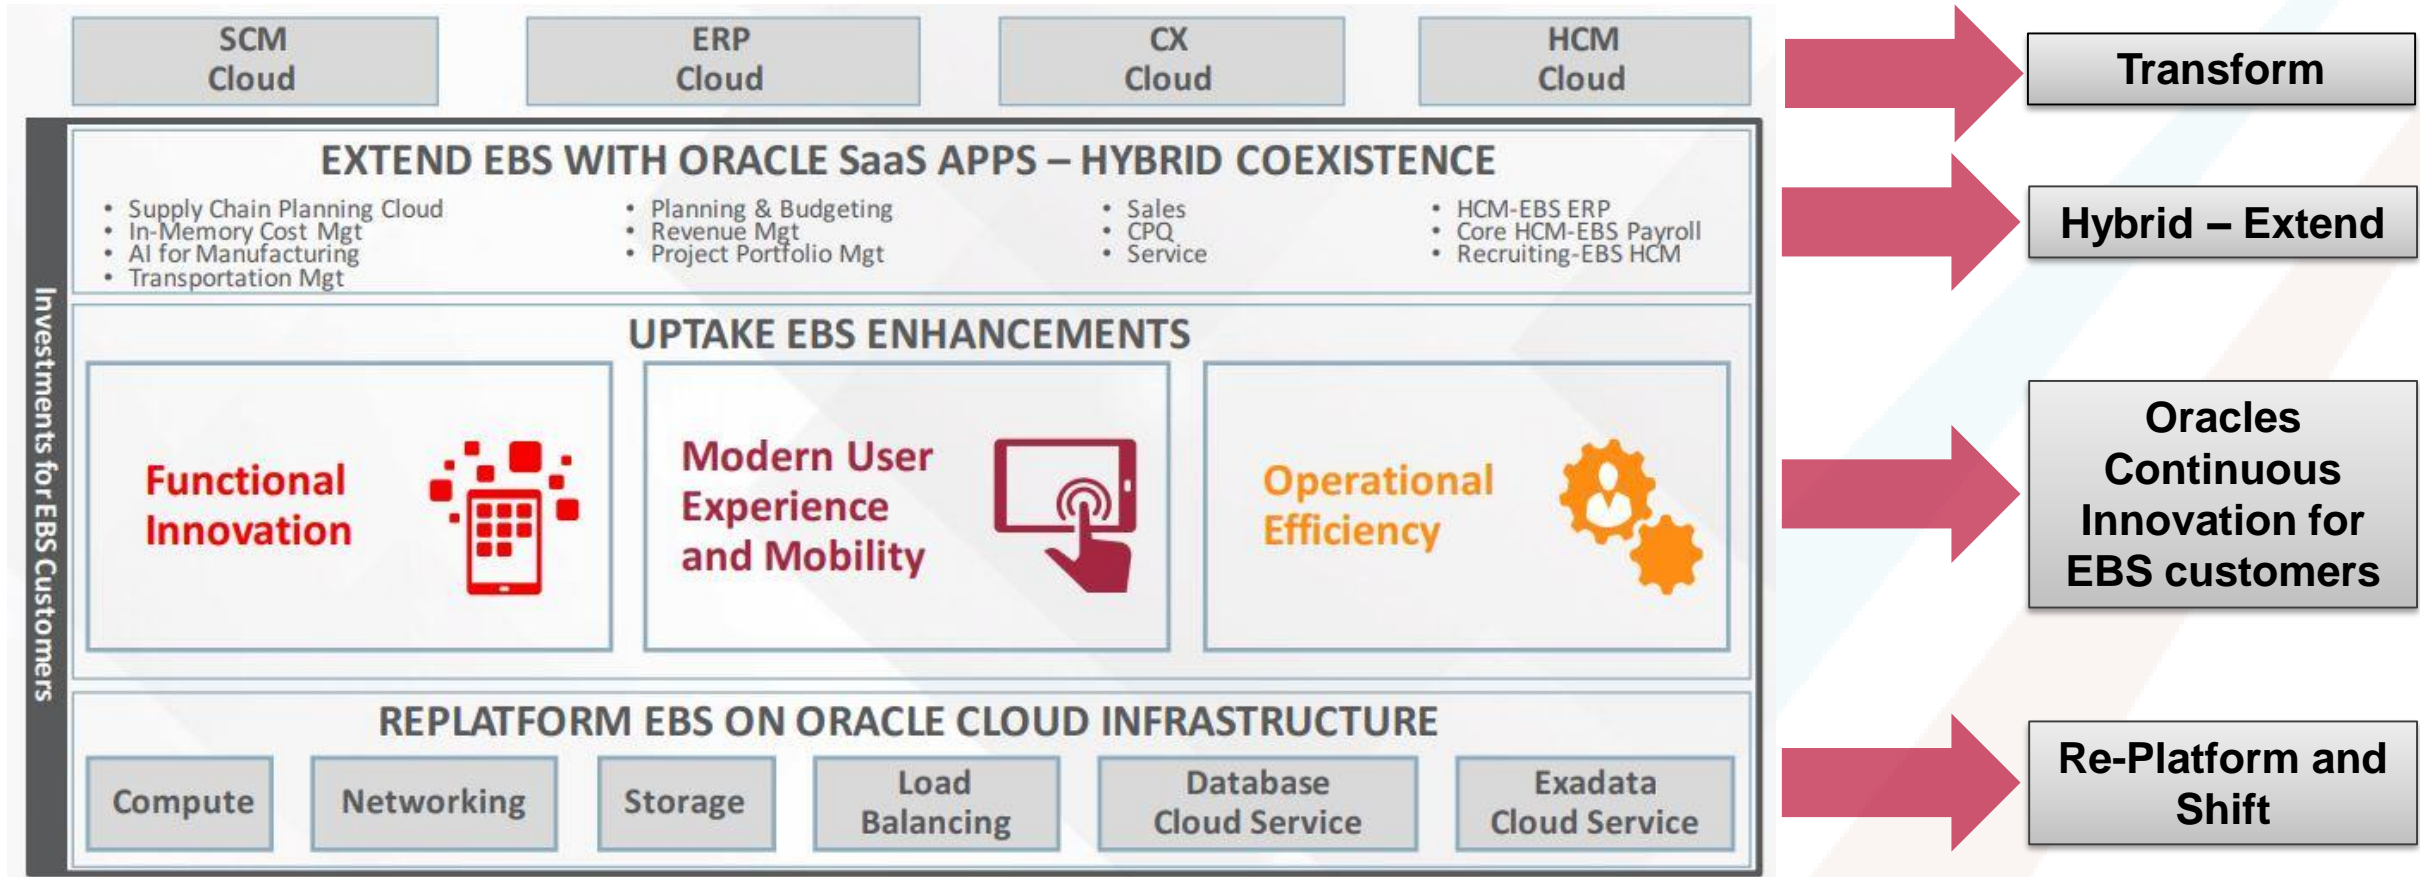 SCM
Cloud
ERP
Cloud
CX
Cloud
HCM
Cloud
Transform
Investments for EBS Customers
EXTEND EBS WITH ORACLE SaaS APPS – HYBRID COEXISTENCE
• Supply Chain Planning Cloud
• In-Memory Cost Mgt
• AI for Manufacturing
• Transportation Mgt
• Planning & Budgeting
• Revenue Mgt
• Project Portfolio Mgt
• Sales
• CPQ
• Service
• HCM-EBS ERP
• Core HCM-EBS Payroll
• Recruiting-EBS HCM
Hybrid – Extend
UPTAKE EBS ENHANCEMENTS
Functional
Innovation
Modern User
Experience
and Mobility
Operational
Efficiency
Oracles
Continuous
Innovation for
EBS customers
REPLATFORM EBS ON ORACLE CLOUD INFRASTRUCTURE
Compute
Networking
Storage
Load
Balancing
Database
Cloud Service
Exadata
Cloud Service
Re-Platform and
Shift